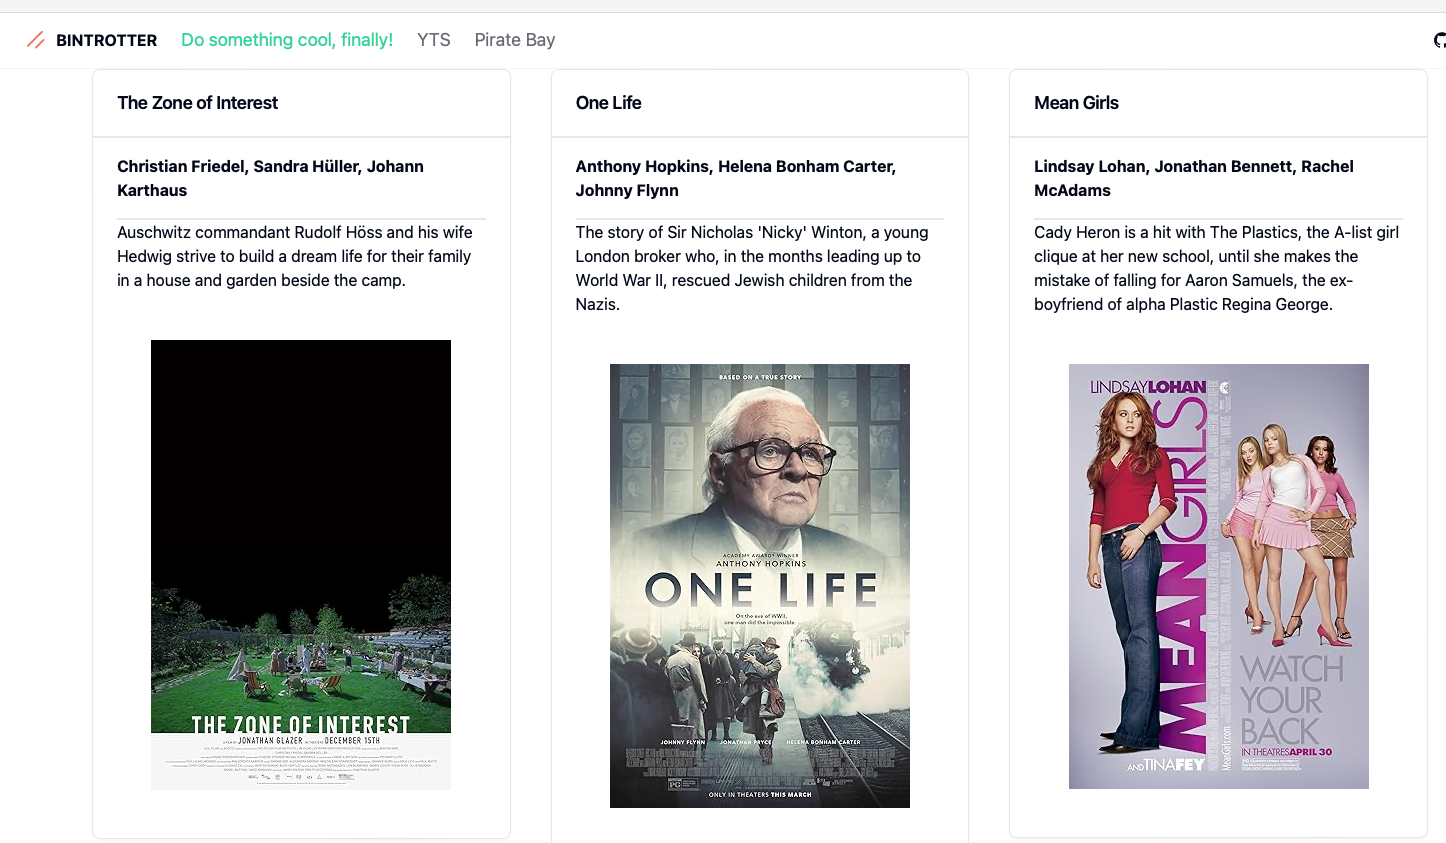 BINTROTTER Do something cool, finally! YTS Pirate Bay
The Zone of Interest
Christian Friedel, Sandra Hüller, Johann
Karthaus
Auschwitz commandant Rudolf Höss and his wife
Hedwig strive to build a dream life for their family
in a house and garden beside the camp.
THE ZONE OF INTEREST
A FILM BY JONATHAN GLAZER IN THEATERS DECEMBER 15TH
One Life
Anthony Hopkins, Helena Bonham Carter,
Johnny Flynn
The story of Sir Nicholas 'Nicky' Winton, a young
London broker who, in the months leading up to
World War II, rescued Jewish children from the
Nazis.
BASED ON A TRUE STORY
ACADEMY AWARD® WINNER
ANTHONY HOPKINS
ONE LIFE
On the eve of WWII,
one man did the impossible.
JOHNNY FLYNN JONATHAN PRYCE HELENA BONHAM CARTER
PG
ONLY IN THEATERS THIS MARCH
Mean Girls
Lindsay Lohan, Jonathan Bennett, Rachel
McAdams
Cady Heron is a hit with The Plastics, the A-list girl
clique at her new school, until she makes the
mistake of falling for Aaron Samuels, the ex-
boyfriend of alpha Plastic Regina George.
LINDSAY LOHAN
MEAN GIRLS
WATCH
YOUR
BACK
IN THEATRES APRIL 30
MeanGirls.com
AND TINA FEY